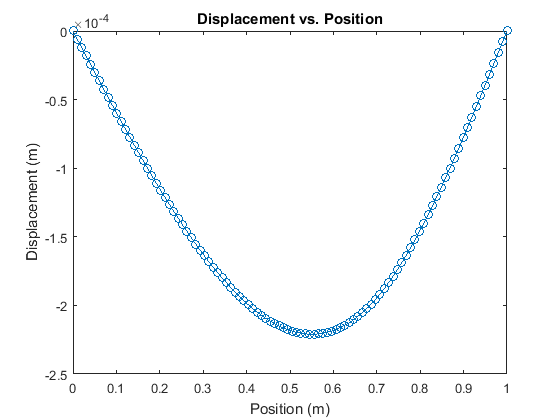 ×10⁻⁴
Displacement vs. Position
0
-0.5
-1
-1.5
-2
-2.5
Displacement (m)
0 0.1 0.2 0.3 0.4 0.5 0.6 0.7 0.8 0.9 1
Position (m)